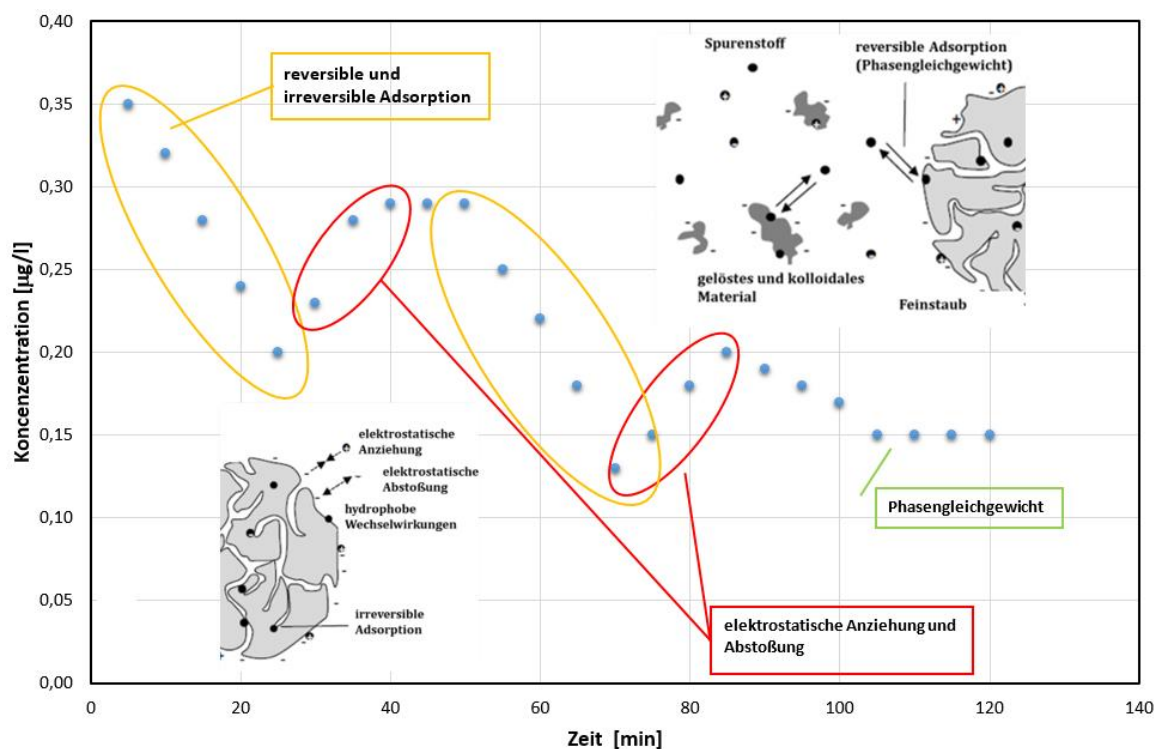 0,40
0,35
0,30
0,25
0,20
0,15
0,10
0,05
0,00
Konczentration [µg/l]
0
20
40
60
80
100
120
140
Zeit [min]
reversible und
irreversible Adsorption
Spurenstoff
reversible Adsorption
(Phasengleichgewicht)
gelöstes und kolloidales
Material
Feinstaub
elektrostatische
Anziehung
elektrostatische
Abstoßung
hydrophobe
Wechselwirkungen
irreversible
Adsorption
Phasengleichgewicht
elektrostatische Anziehung und
Abstoßung